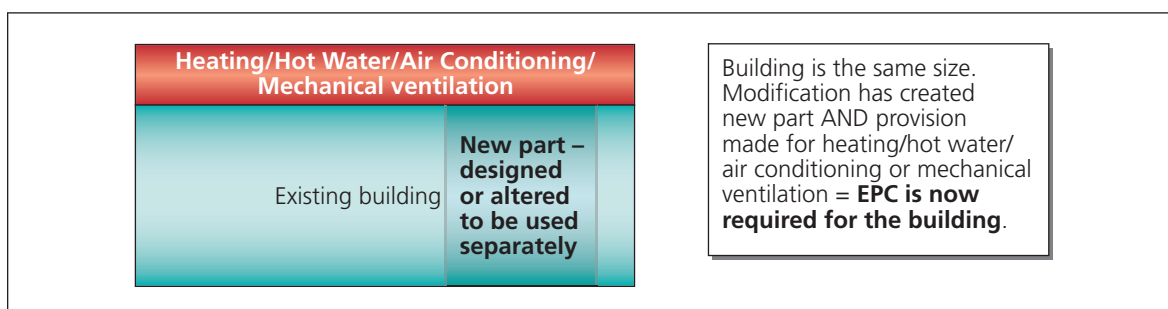 Heating/Hot Water/Air Conditioning/
Mechanical ventilation
Existing building
New part –
designed
or altered
to be used
separately
Building is the same size.
Modification has created
new part AND provision
made for heating/hot water/
air conditioning or mechanical
ventilation = EPC is now
required for the building.